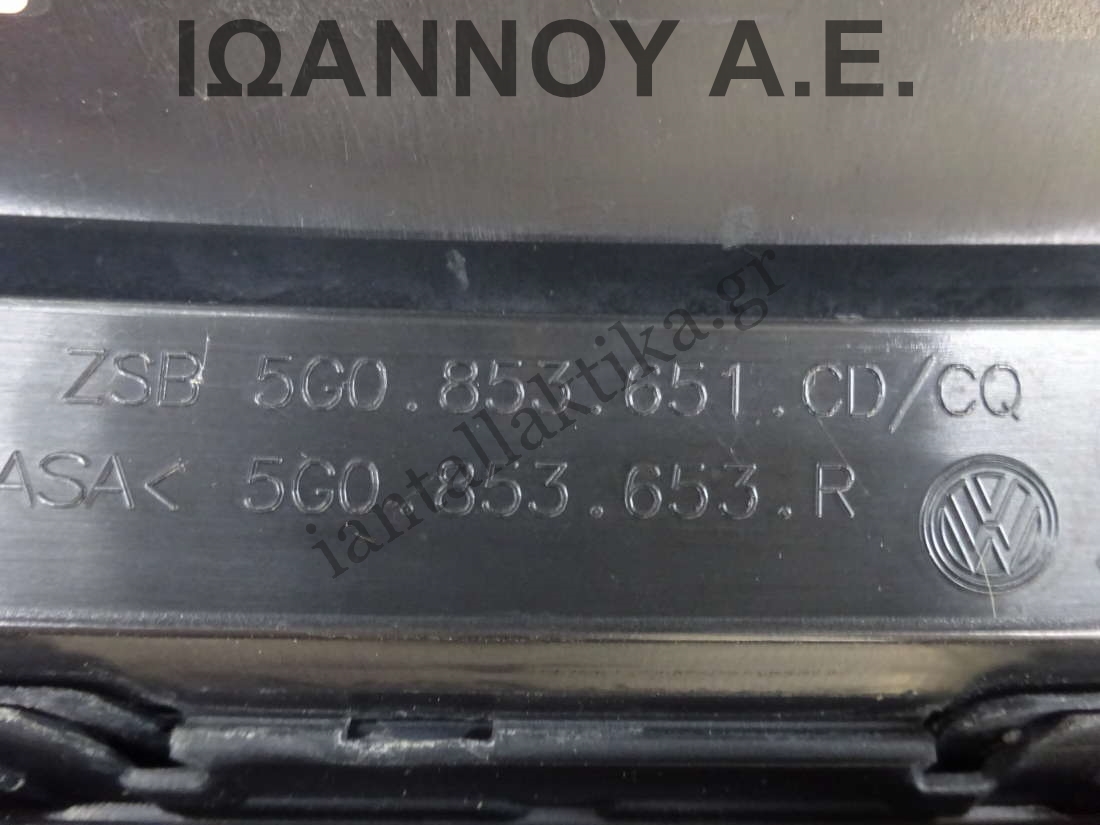 ΙΩΑΝΝΟΥ Α.Ε.
iantallaktika.gr
ZSB 5G0.853.651.CD/CQ
ASA< 5G0.853.653.R